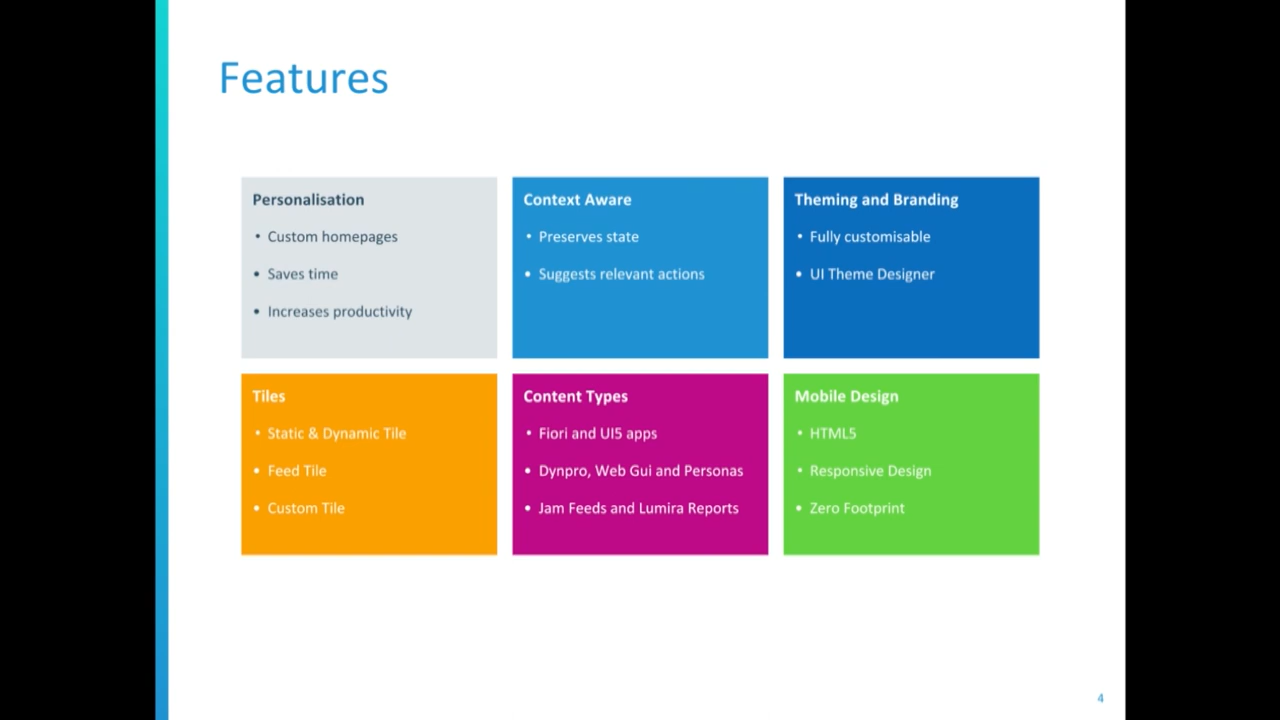 Features
Personalisation
• Custom homepages
• Saves time
• Increases productivity
Context Aware
• Preserves state
• Suggests relevant actions
Theming and Branding
• Fully customisable
• UI Theme Designer
Tiles
• Static & Dynamic Tile
• Feed Tile
• Custom Tile
Content Types
• Fiori and UI5 apps
• Dynpro, Web Gui and Personas
• Jam Feeds and Lumira Reports
Mobile Design
• HTML5
• Responsive Design
• Zero Footprint
4